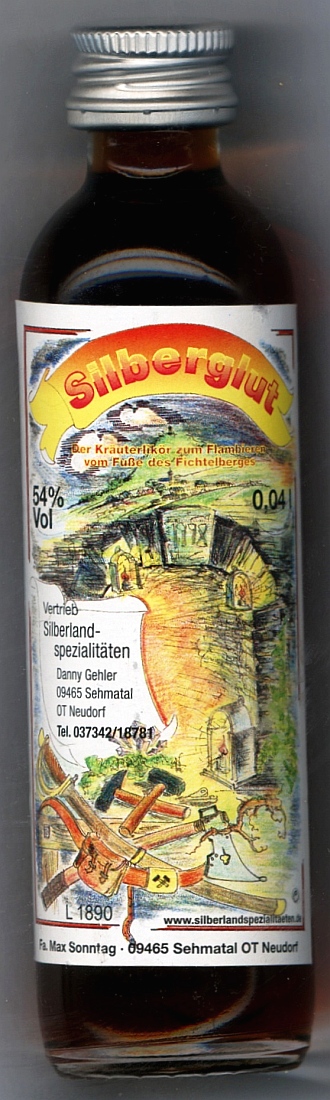 Silberglut
Der Kräuterlikör zum Flambieren
vom Fuße des Fichtelberges
54%
Vol
0,04 l
1998
Vertrieb
Silberland-
spezialitäten
Danny Gehler
09465 Sehmatal
OT Neudorf
Tel. 037342/18781
L 1890
www.silberlandspezialitaeten.de
Fa. Max Sonntag · 09465 Sehmatal OT Neudorf